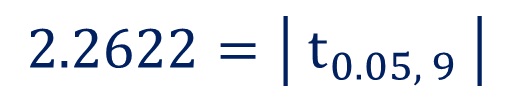 2.2622 = | t₀.₀₅, ₉ |